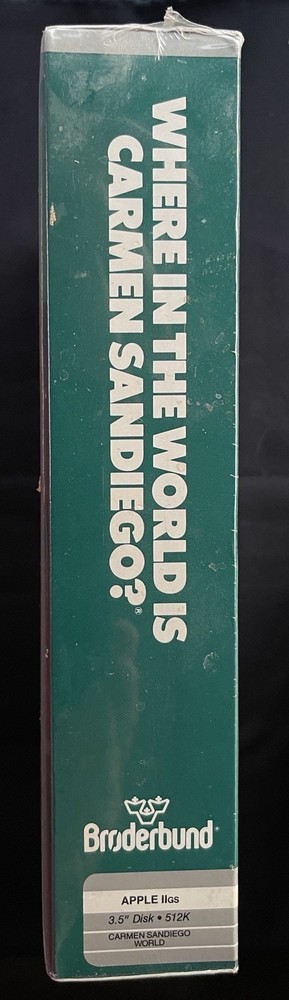 WHERE IN THE WORLD IS
CARMEN SANDIEGO?®
Brøderbund®
APPLE IIGS
3.5" Disk • 512K
CARMEN SANDIEGO
WORLD